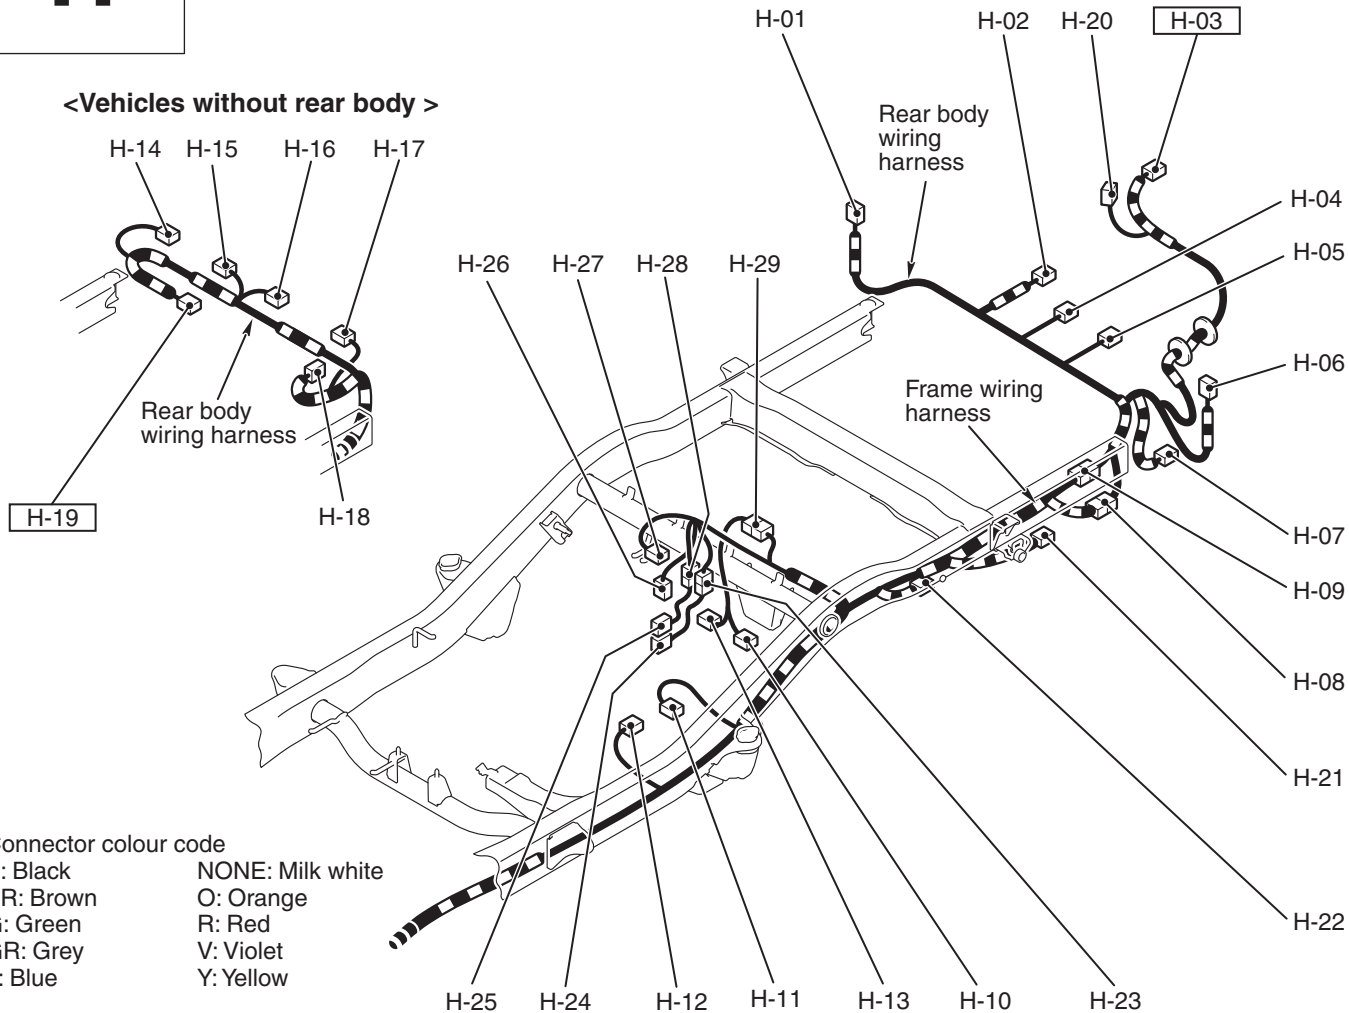 H-01
H-02
H-20
H-03
<Vehicles without rear body >
H-14
H-15
H-16
H-17
Rear body
wiring
harness
H-04
H-05
H-26
H-27
H-28
H-29
H-06
Frame wiring
harness
Rear body
wiring harness
H-19
H-18
H-07
H-09
H-08
H-21
H-22
onnector colour code
: Black
NONE: Milk white
R: Brown
O: Orange
: Green
R: Red
R: Grey
V: Violet
: Blue
Y: Yellow
H-25
H-24
H-12
H-11
H-13
H-10
H-23